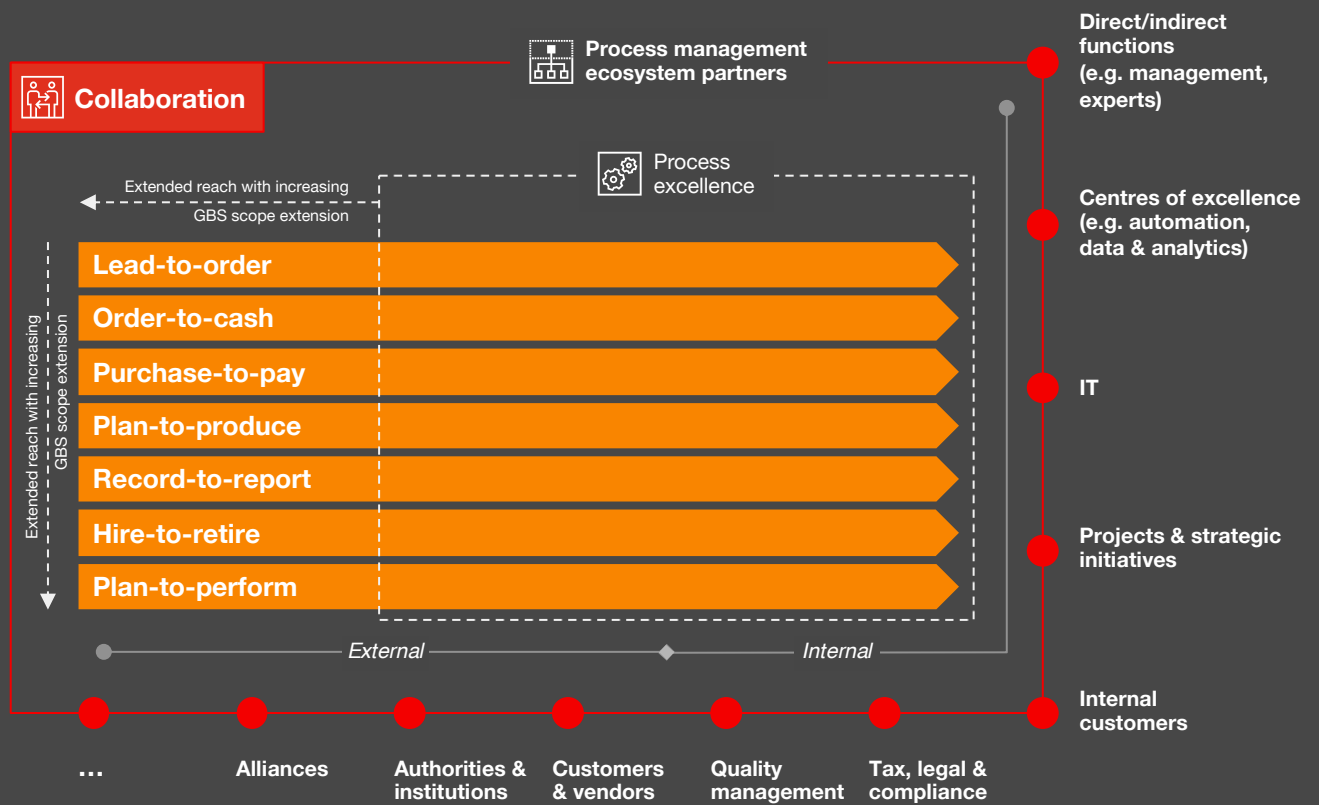 Process management
ecosystem partners
Direct/indirect
functions
(e.g. management,
experts)
Collaboration
Process
excellence
Extended reach with increasing
GBS scope extension
Centres of excellence
(e.g. automation,
data & analytics)
Extended reach with increasing
GBS scope extension
Lead-to-order
Order-to-cash
Purchase-to-pay
Plan-to-produce
Record-to-report
Hire-to-retire
Plan-to-perform
IT
Projects & strategic
initiatives
External
Internal
Internal
customers
...
Alliances
Authorities &
institutions
Customers
& vendors
Quality
management
Tax, legal &
compliance